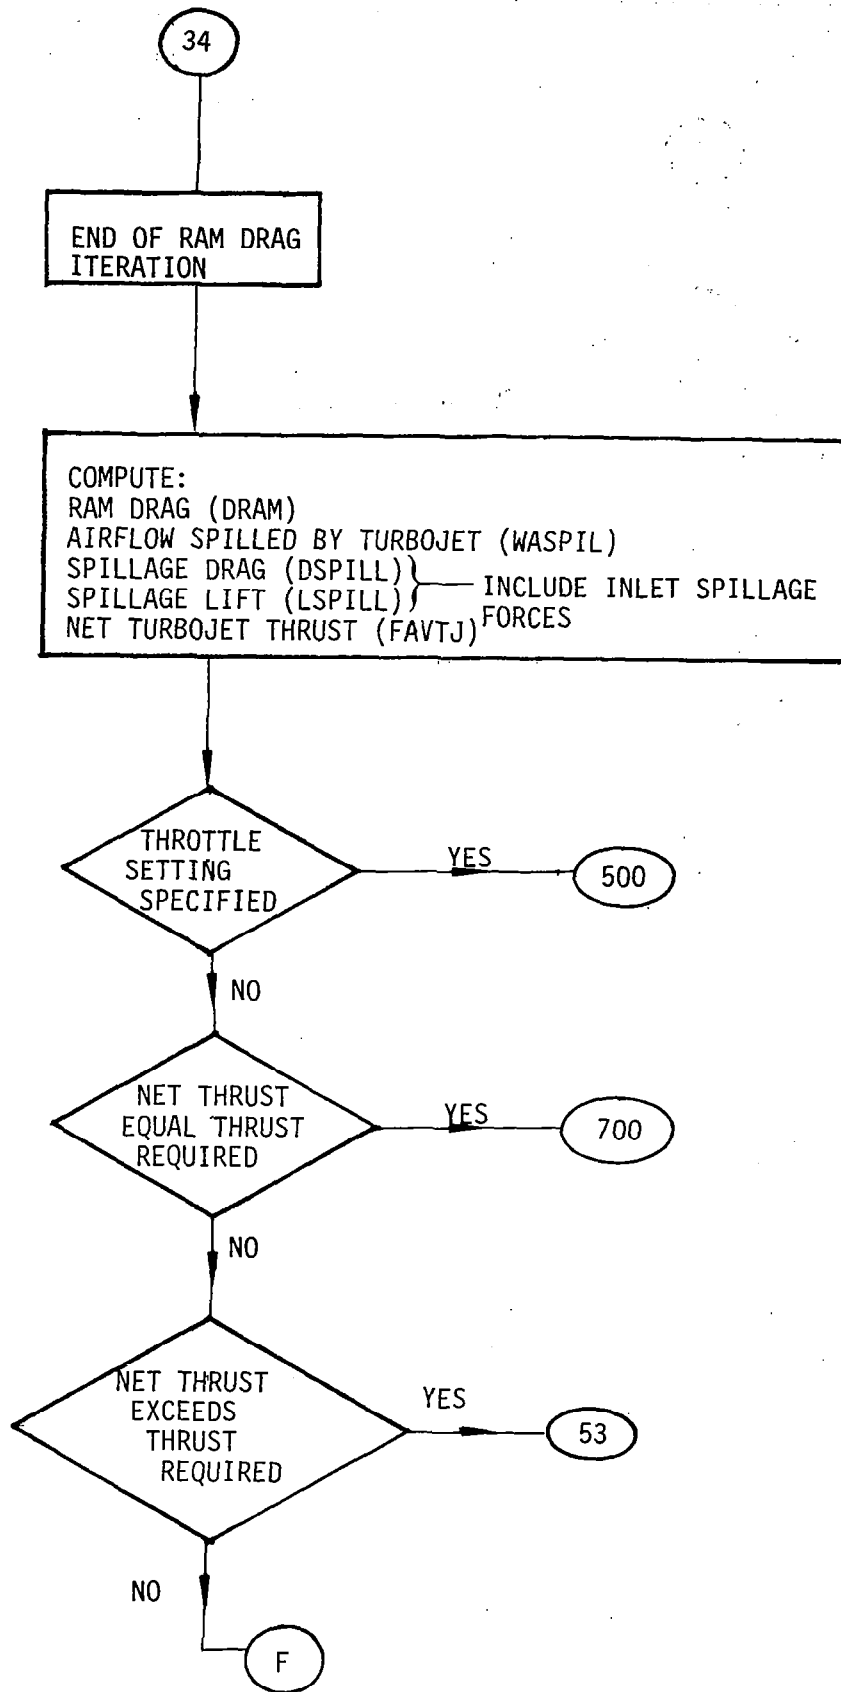 34
END OF RAM DRAG
ITERATION
COMPUTE:
RAM DRAG (DRAM)
AIRFLOW SPILLED BY TURBOJET (WASPIL)
SPILLAGE DRAG (DSPILL)
SPILLAGE LIFT (LSPILL)
INCLUDE INLET SPILLAGE
FORCES
NET TURBOJET THRUST (FAVTJ)
THROTTLE
SETTING
SPECIFIED
YES
500
NO
NET THRUST
EQUAL THRUST
REQUIRED
YES
700
NO
NET THRUST
EXCEEDS
THRUST
REQUIRED
YES
53
NO
F